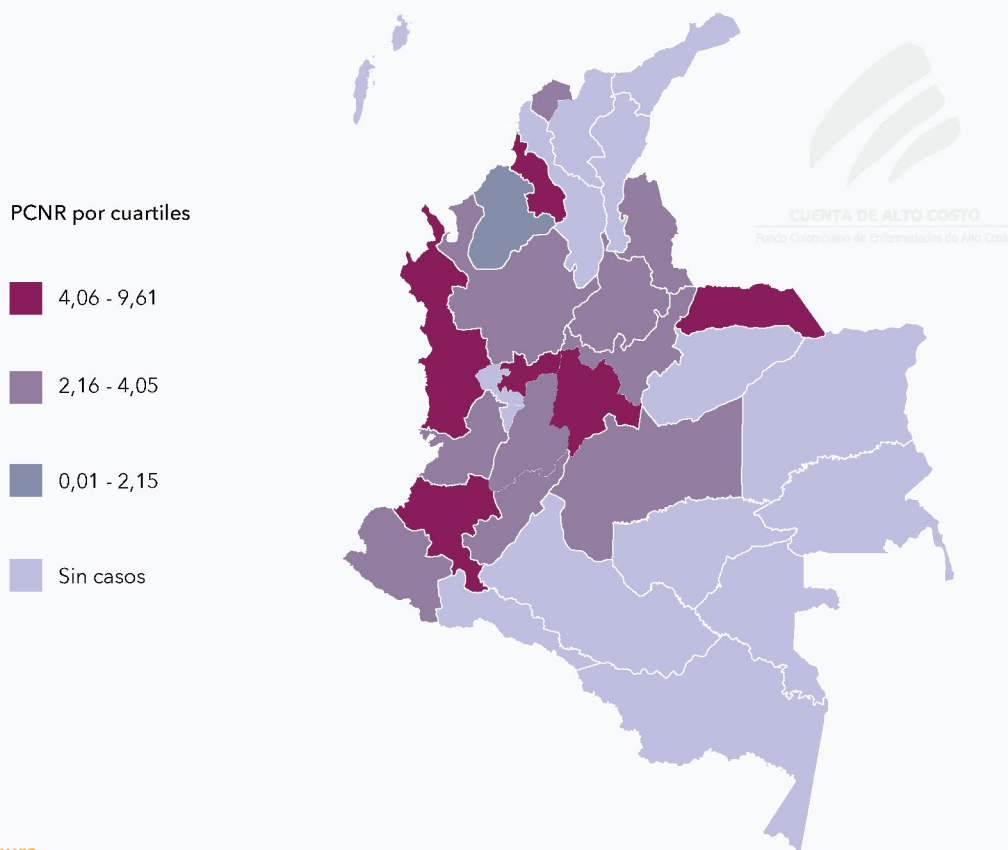 CUENTA DE ALTO COSTO
Fondo Colombiano de Enfermedades de Alto Costo
PCNR por cuartiles
4,06 - 9,61
2,16 - 4,05
0,01 - 2,15
Sin casos